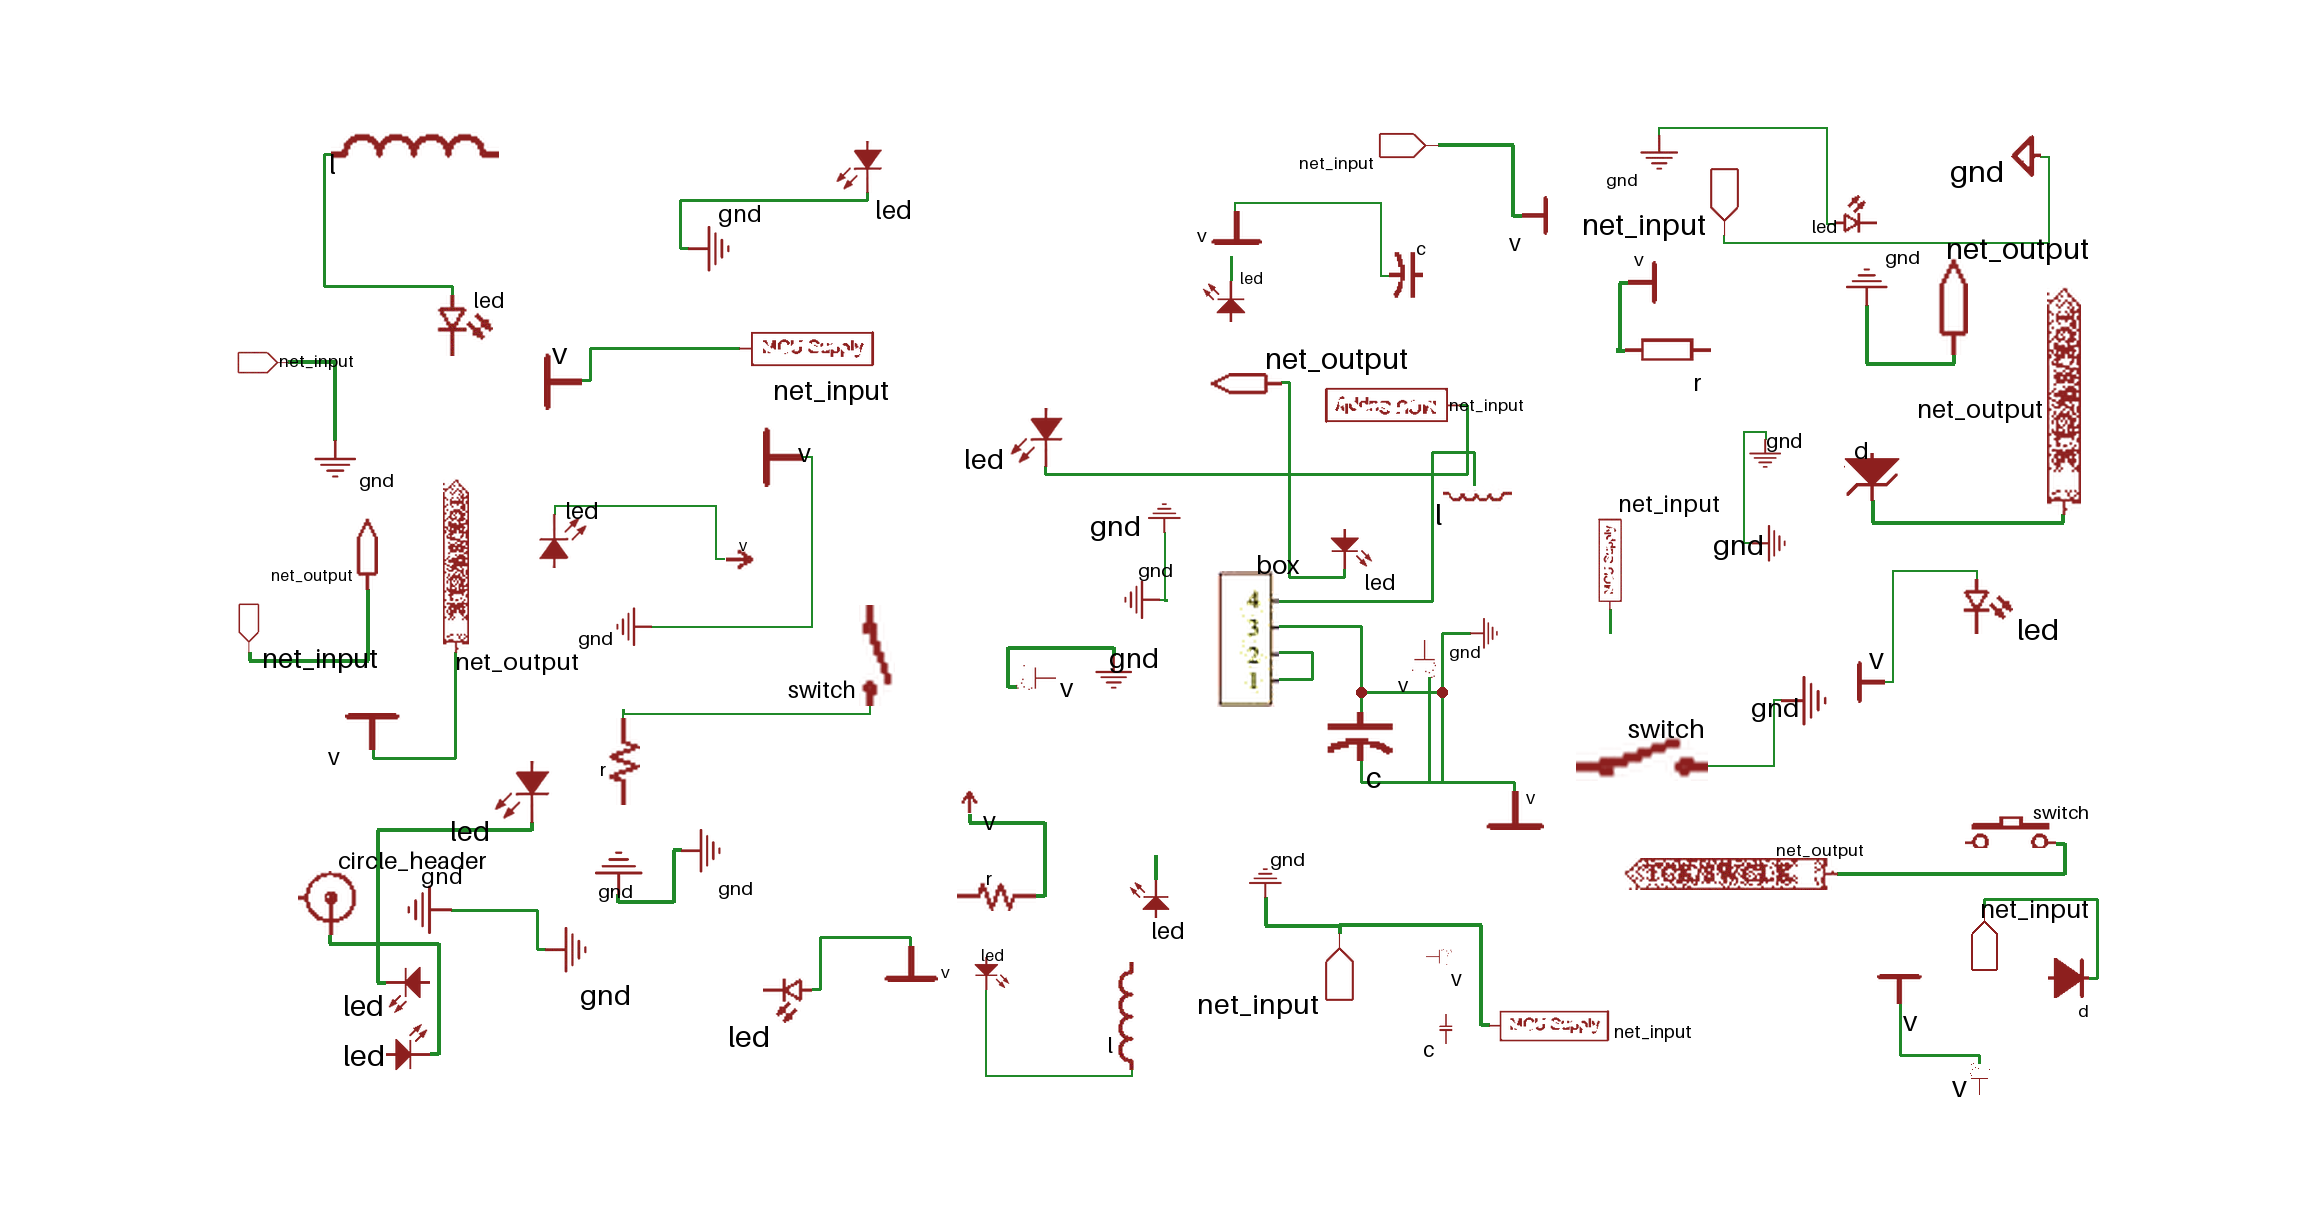 l
led
gnd
led
net_input
v
c
v
led
gnd
net_input
led
gnd
net_output
gnd
v
r
net_output
net_input
gnd
v
MCU Supply
net_input
net_output
net_input
led
v
led
v
gnd
net_output
net_input
net_output
v
switch
r
gnd
gnd
l
box
4
3
2
1
led
gnd
v
gnd
v
c
v
net_input
MCU Supply
gnd
gnd
d
led
v
gnd
switch
switch
net_output
net_input
d
v
v
led
circle_header
gnd
led
led
gnd
gnd
gnd
led
v
v
r
led
l
led
gnd
net_input
v
c
MCU Supply
net_input